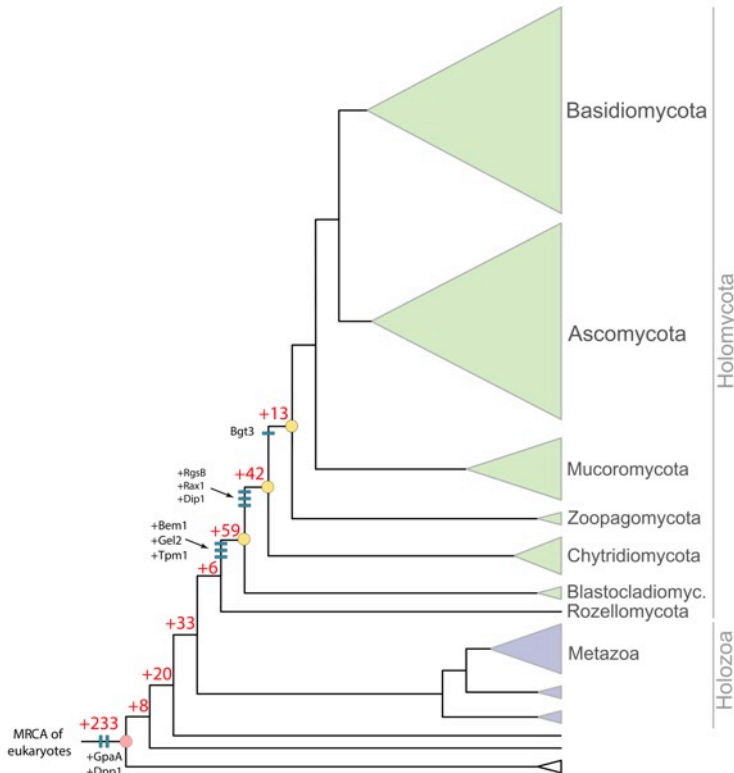 Basidiomycota
Ascomycota
Holomycota
+13
Bgt3
Mucoromycota
+42
+RgsB
+Rax1
+Dip1
Zoopagomycota
+59
+Bem1
+Gel2
+Tpm1
Chytridiomycota
+6
Blastocladiomyc.
Rozellomycota
+33
Metazoa
Holozoa
+20
+8
+233
MRCA of
eukaryotes
+GpaA
+Dpp1